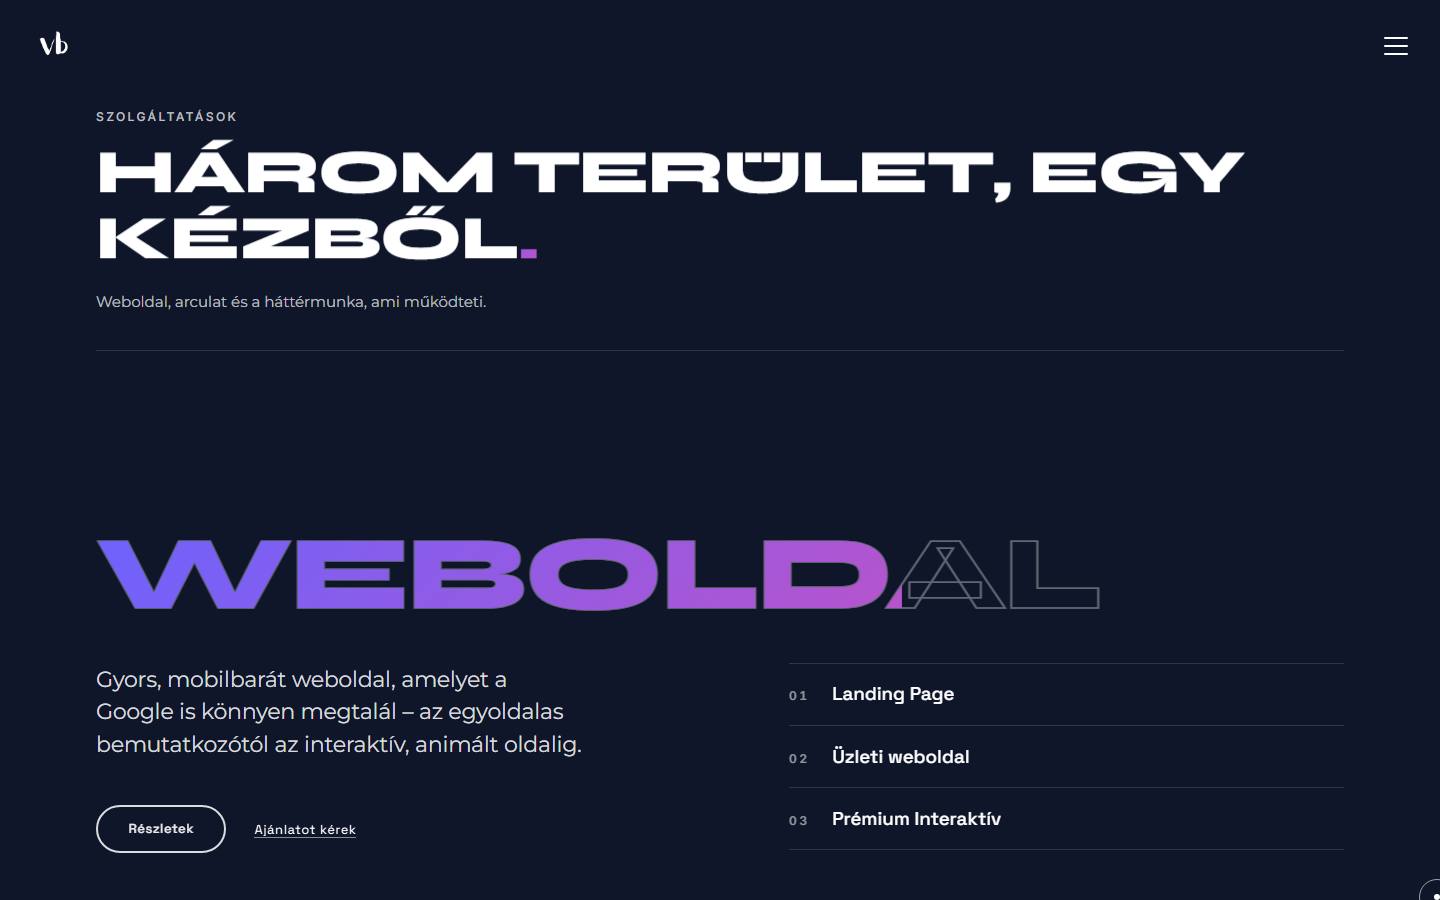 vb
SZOLGÁLTATÁSOK
HÁROM TERÜLET, EGY
KÉZBŐL.
Weboldal, arculat és a háttérmunka, ami működteti.
WEBOLDAL
Gyors, mobilbarát weboldal, amelyet a
Google is könnyen megtalál – az egyoldalas
bemutatkozótól az interaktív, animált oldalig.
Részletek
Ajánlatot kérek
01 Landing Page
02 Üzleti weboldal
03 Prémium Interaktív